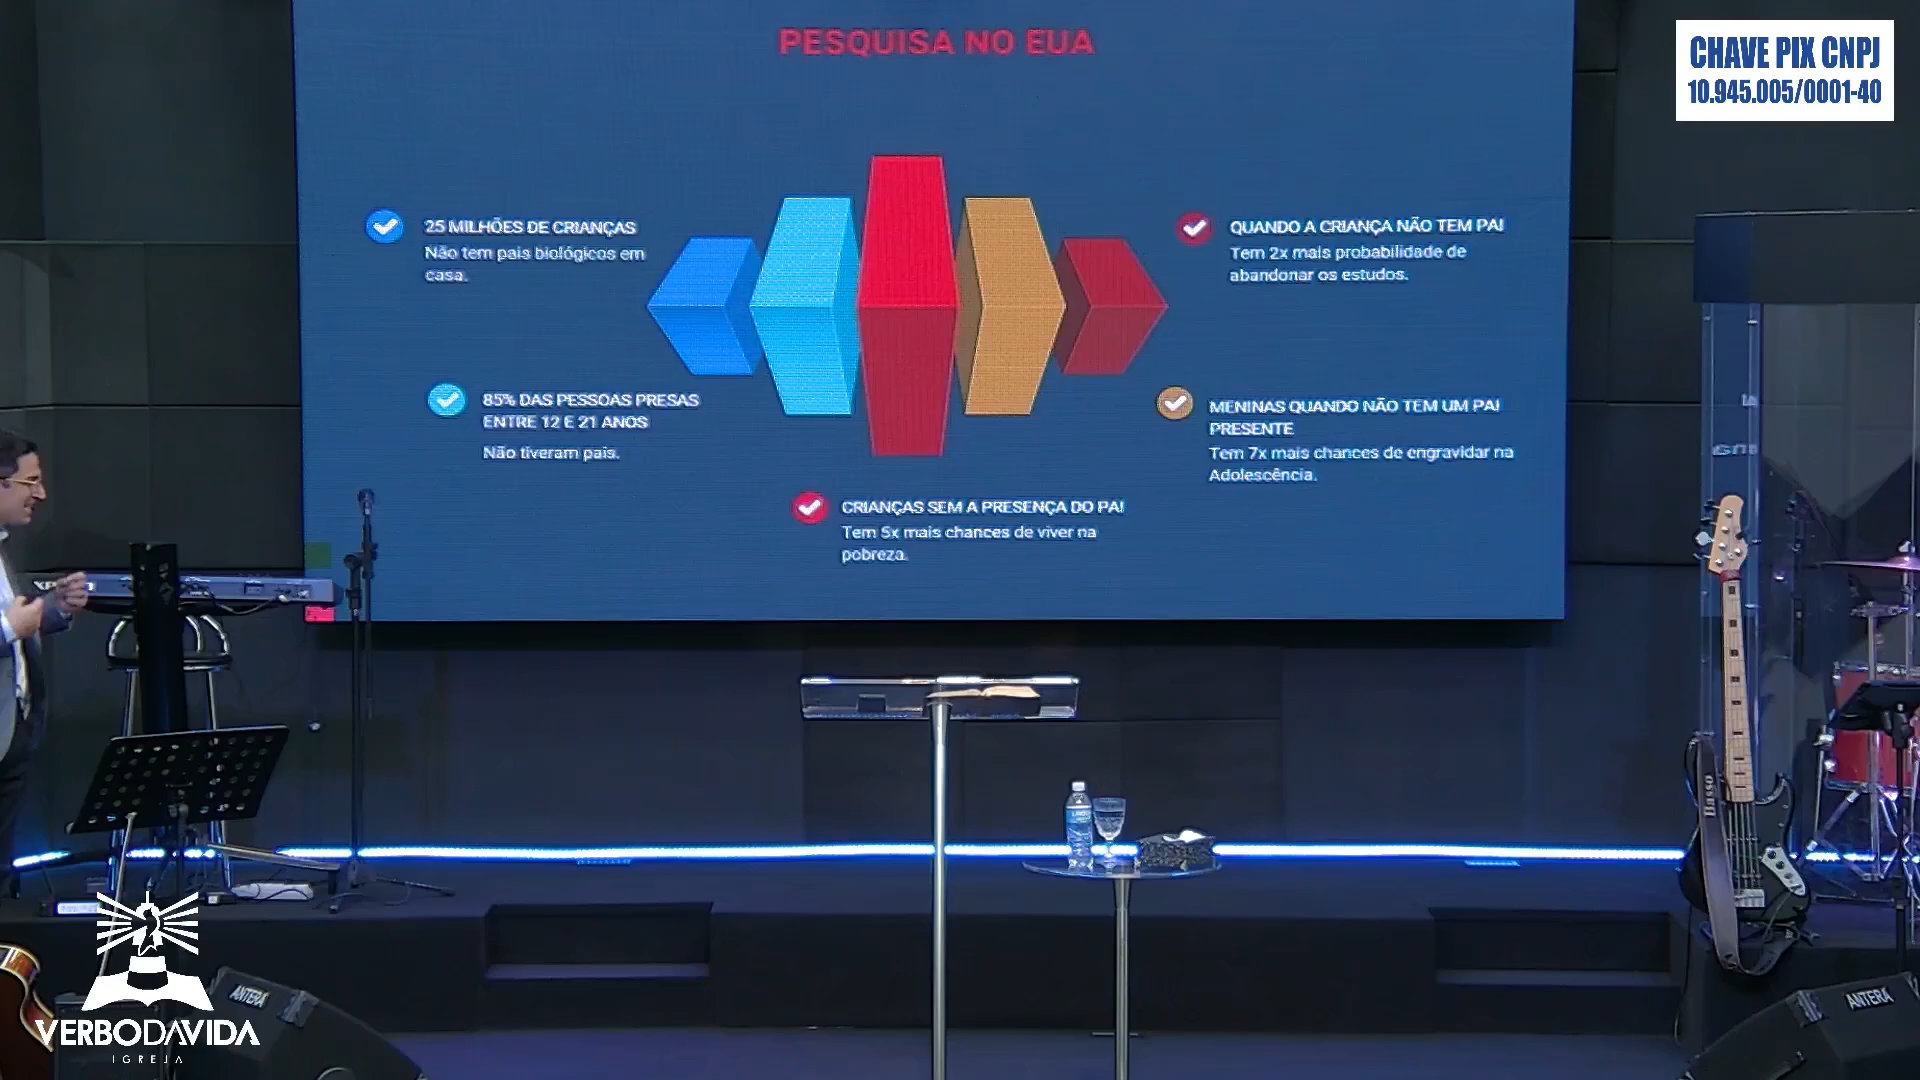 PESQUISA NO EUA
CHAVE PIX CNPJ
10.945.005/0001-40
25 MILHÕES DE CRIANÇAS
Não tem pais biológicos em
casa.
85% DAS PESSOAS PRESAS
ENTRE 12 E 21 ANOS
Não tiveram pais.
CRIANÇAS SEM A PRESENÇA DO PAI
Tem 5x mais chances de viver na
pobreza.
QUANDO A CRIANÇA NÃO TEM PAI
Tem 2x mais probabilidade de
abandonar os estudos.
MENINAS QUANDO NÃO TEM UM PAI
PRESENTE
Tem 7x mais chances de engravidar na
Adolescência.
Basso
ANTERA
ANTERA
VERBODAVIDA
IGREJA